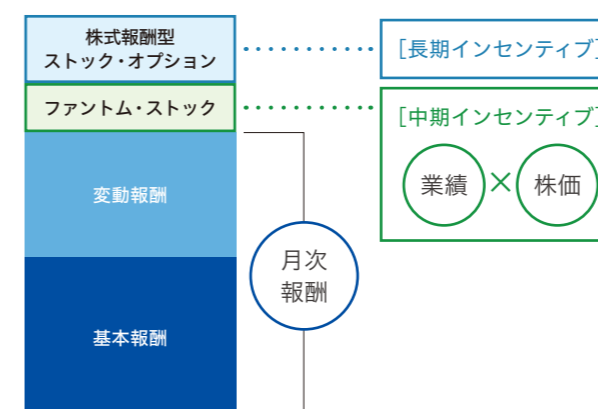 株式報酬型
ストック・オプション
[長期インセンティブ]
ファントム・ストック
[中期インセンティブ]
業績 × 株価
変動報酬
月次
報酬
基本報酬